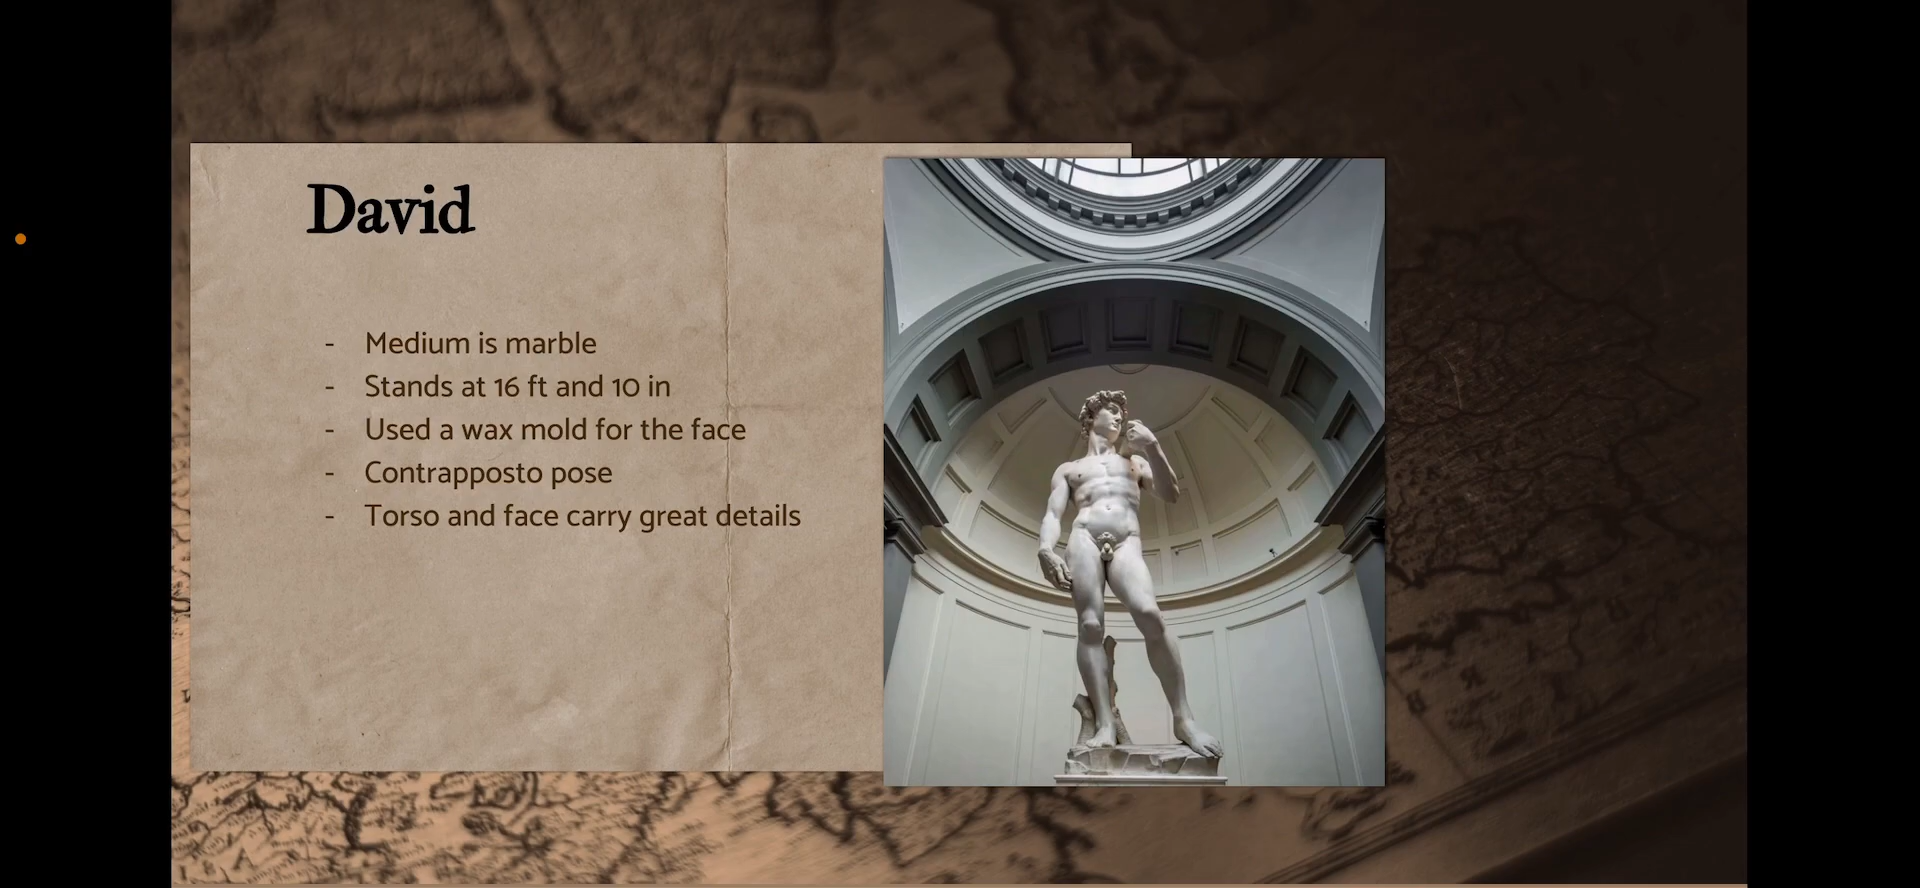 David
- Medium is marble
- Stands at 16 ft and 10 in
- Used a wax mold for the face
- Contrapposto pose
- Torso and face carry great details